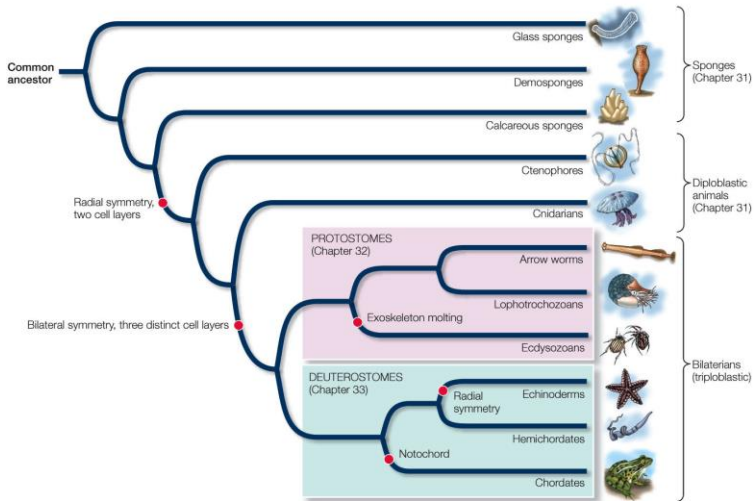 Glass sponges
Common
ancestor
Demosponges
Sponges
(Chapter 31)
Calcareous sponges
Ctenophores
Radial symmetry,
two cell layers
Diploblastic
animals
(Chapter 31)
Cnidarians
PROTOSTOMES
(Chapter 32)
Arrow worms
Lophotrochozoans
Exoskeleton molting
Bilateral symmetry, three distinct cell layers
Ecdysozoans
Bilaterians
(triploblastic)
DEUTEROSTOMES
(Chapter 33)
Radial
symmetry
Echinoderms
Hemichordates
Notochord
Chordates